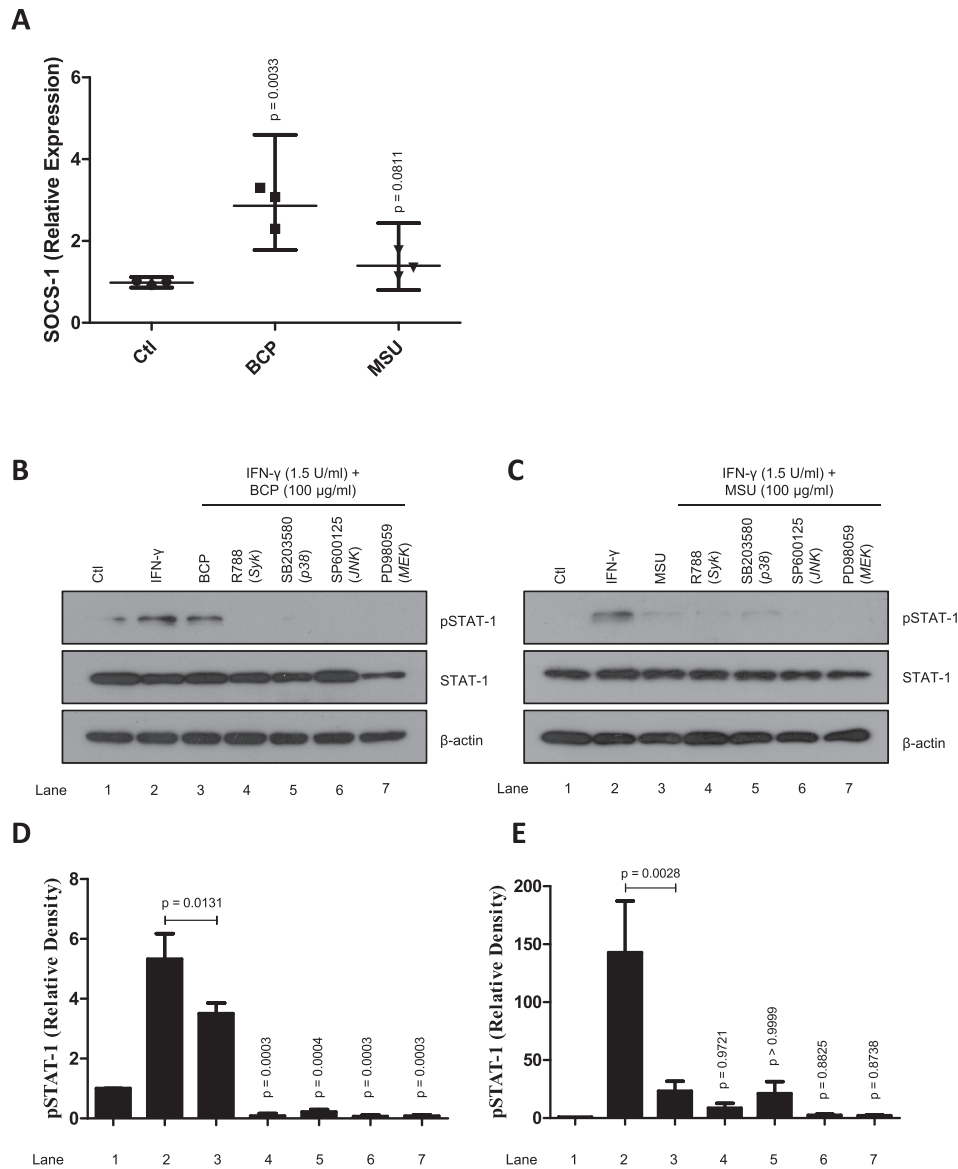 A
SOCS-1 (Relative Expression)
6
4
2
0
p = 0.0033
p = 0.0811
Ctl
BCP
MSU
B
IFN-γ (1.5 U/ml) +
BCP (100 µg/ml)
Ctl
IFN-γ
BCP
R788
(Syk)
SB203580
(p38)
SP600125
(JNK)
PD98059
(MEK)
pSTAT-1
STAT-1
β-actin
Lane 1 2 3 4 5 6 7
C
IFN-γ (1.5 U/ml) +
MSU (100 µg/ml)
Ctl
IFN-γ
MSU
R788
(Syk)
SB203580
(p38)
SP600125
(JNK)
PD98059
(MEK)
pSTAT-1
STAT-1
β-actin
Lane 1 2 3 4 5 6 7
D
pSTAT-1 (Relative Density)
8
6
4
2
0
p = 0.0131
p = 0.0003
p = 0.0004
p = 0.0003
p = 0.0003
Lane 1 2 3 4 5 6 7
E
pSTAT-1 (Relative Density)
200
150
100
50
0
p = 0.0028
p = 0.9721
p > 0.9999
p = 0.8825
p = 0.8738
Lane 1 2 3 4 5 6 7